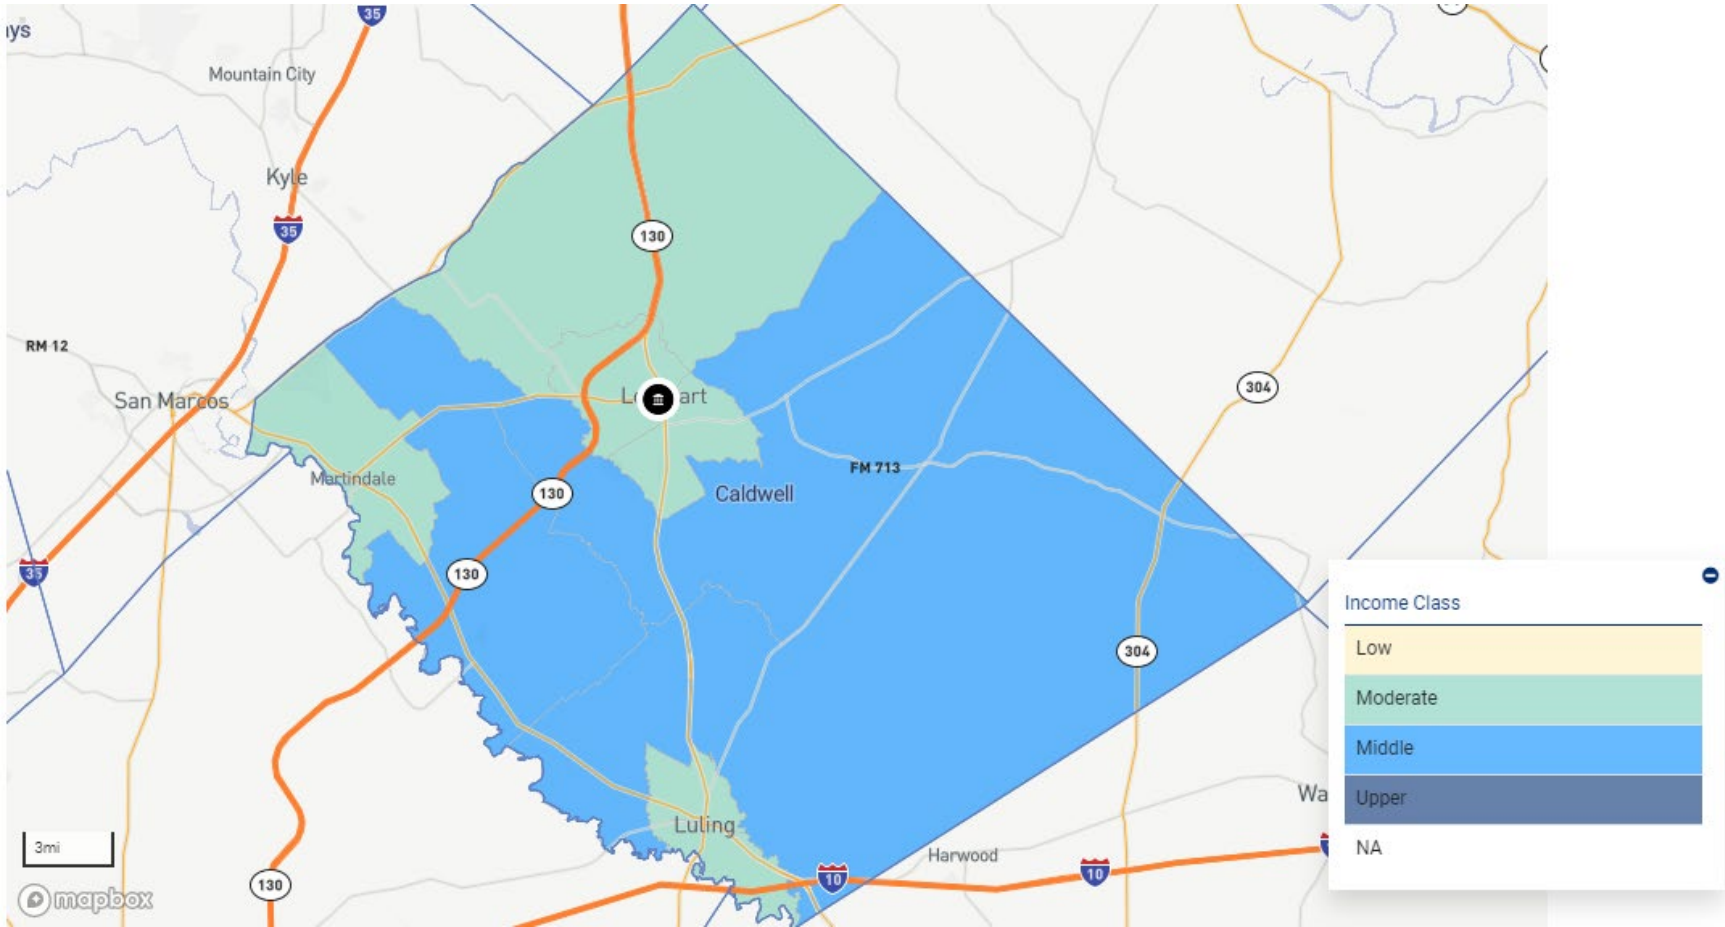 ys
35
Mountain City
Kyle
35
130
RM 12
San Marcos
304
Martindale
FM 713
130
Caldwell
35
130
304
Luling
Harwood
10
10
130
3mi
mapbox
Income Class
Low
Moderate
Middle
Upper
NA